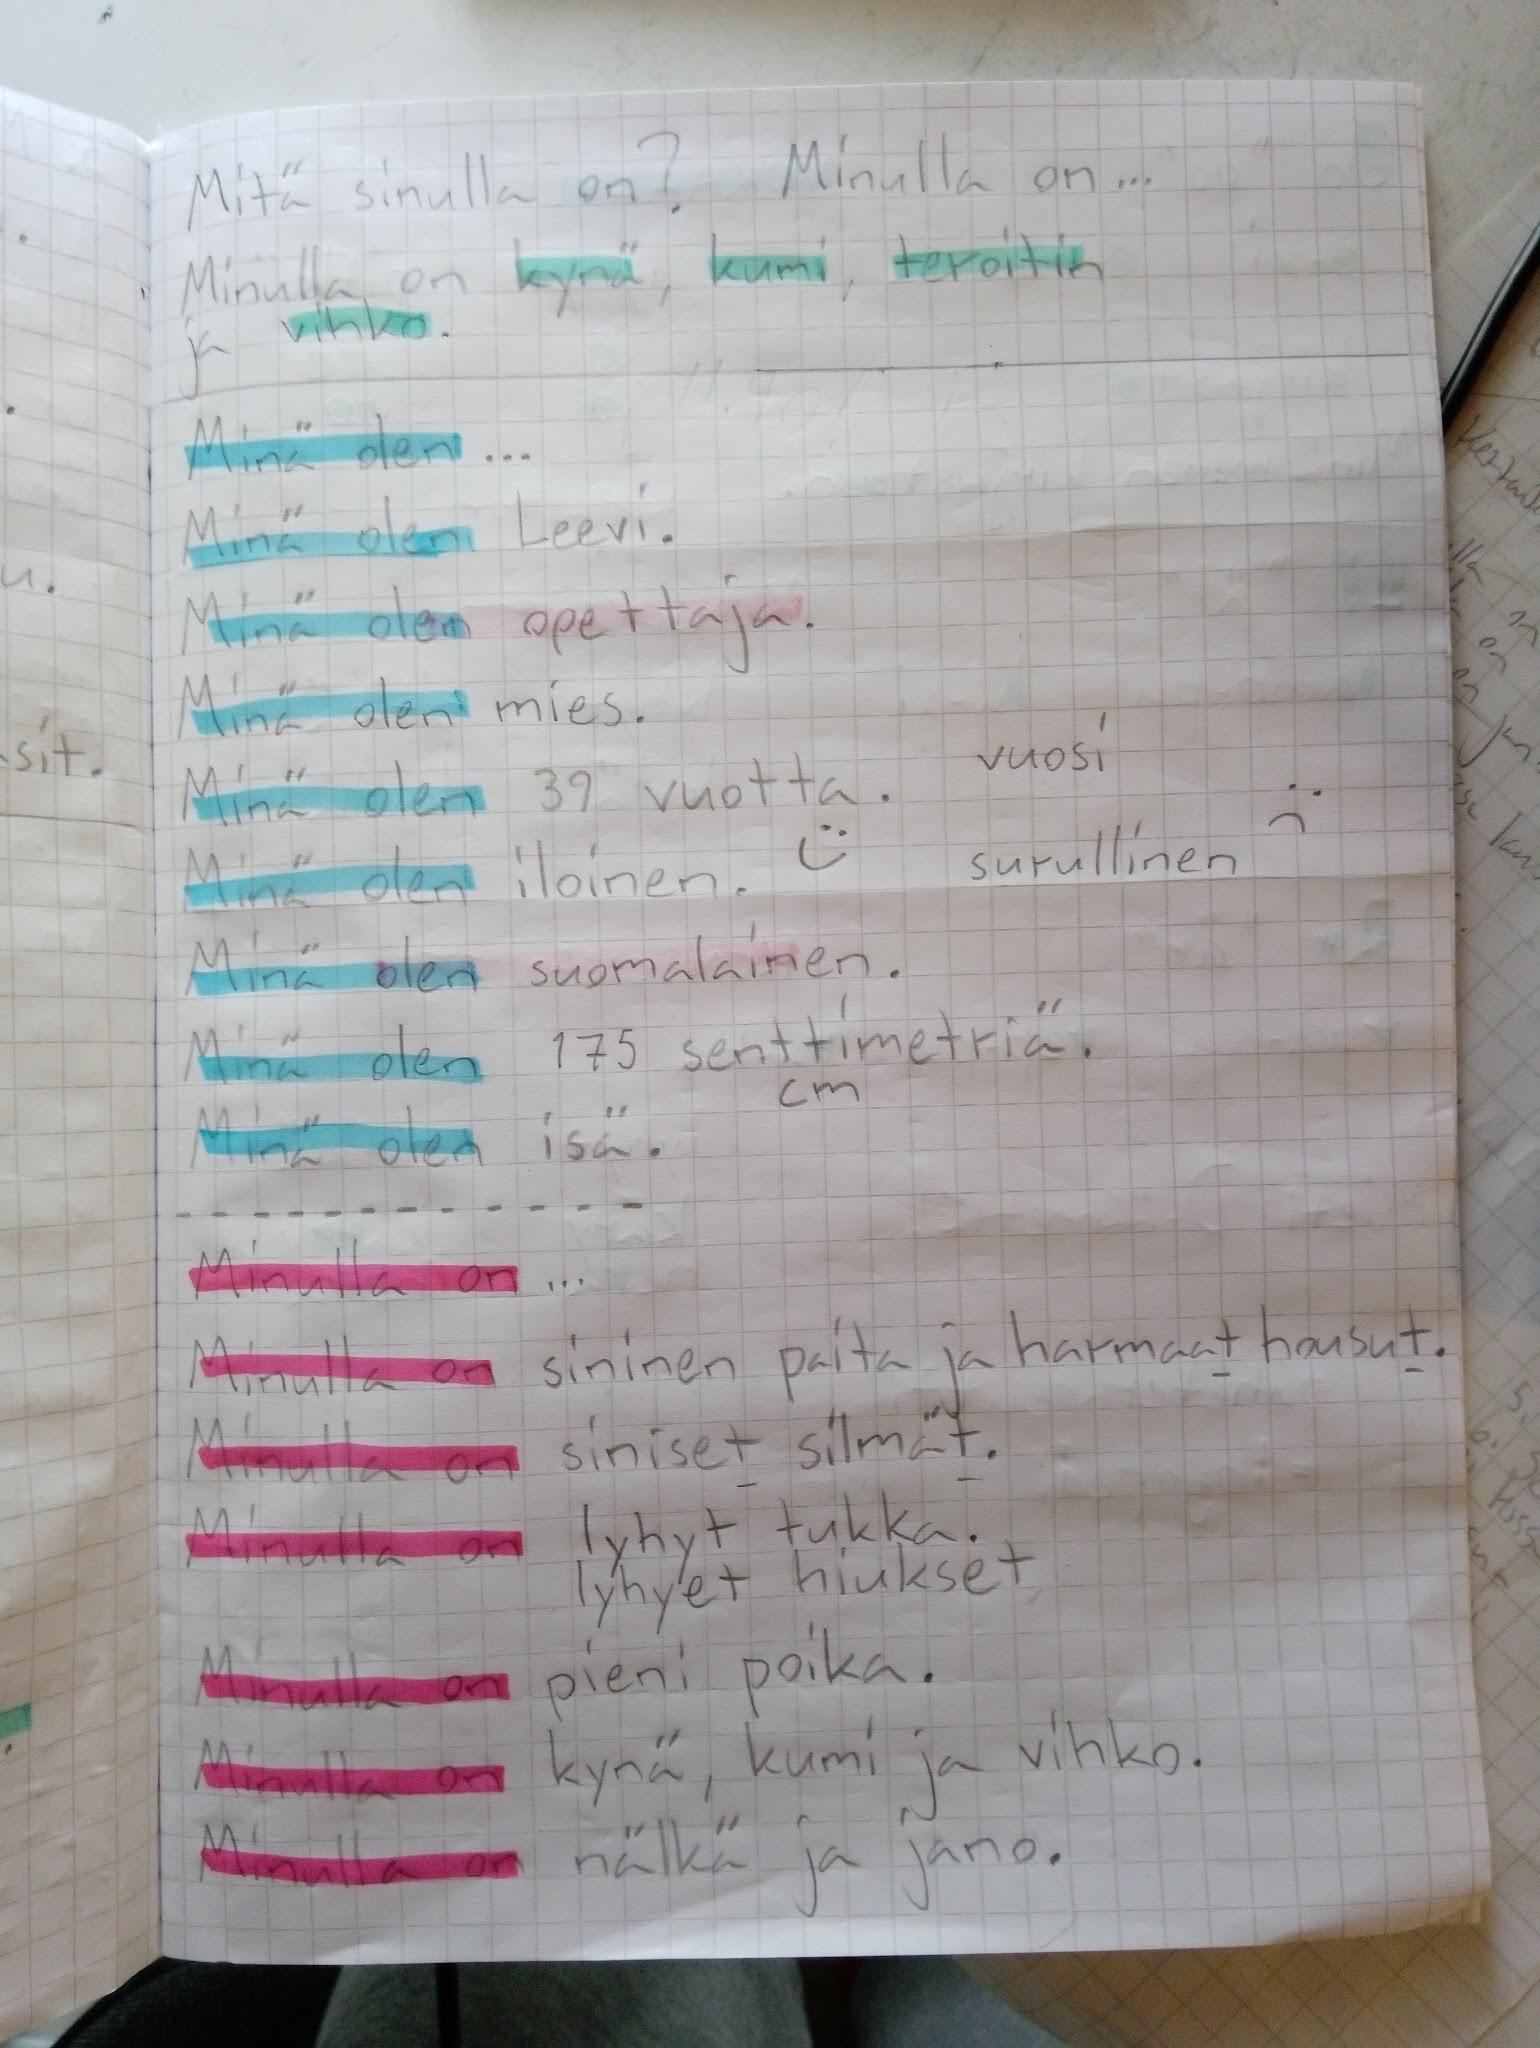 Mitä sinulla on? Minulla on...
Minulla on kynä, kumi, teroitin
ja vihko.
Minä olen ...
Minä olen Leevi.
Minä olen opettaja.
Minä olen mies.
Minä olen 39 vuotta. vuosi
Minä olen iloinen. surullinen
Minä olen suomalainen.
Minä olen 175 senttimetriä.
cm
Minä olen isä.
Minulla on ...
Minulla on sininen paita ja harmaat housut.
Minulla on siniset silmät.
Minulla on lyhyt tukka.
lyhyet hiukset
Minulla on pieni poika.
Minulla on kynä, kumi ja vihko.
Minulla on nälkä ja jano.